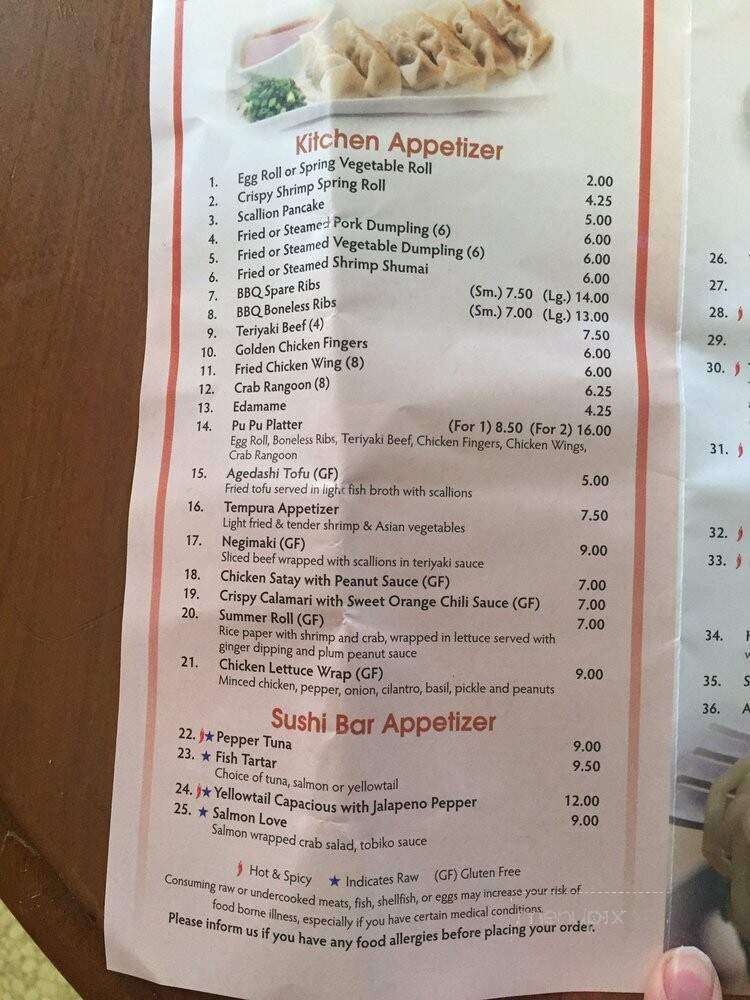 Kitchen Appetizer
1. Egg Roll or Spring Vegetable Roll 2.00
2. Crispy Shrimp Spring Roll 4.25
3. Scallion Pancake 5.00
4. Fried or Steamed Pork Dumpling (6) 6.00
5. Fried or Steamed Vegetable Dumpling (6) 6.00
6. Fried or Steamed Shrimp Shumai 6.00
7. BBQ Spare Ribs (Sm.) 7.50 (Lg.) 14.00
8. BBQ Boneless Ribs (Sm.) 7.00 (Lg.) 13.00
9. Teriyaki Beef (4) 7.50
10. Golden Chicken Fingers 6.00
11. Fried Chicken Wing (8) 6.00
12. Crab Rangoon (8) 6.25
13. Edamame 4.25
14. Pu Pu Platter (For 1) 8.50 (For 2) 16.00
Egg Roll, Boneless Ribs, Teriyaki Beef, Chicken Fingers, Chicken Wings,
Crab Rangoon
15. Agedashi Tofu (GF) 5.00
Fried tofu served in light fish broth with scallions
16. Tempura Appetizer 7.50
Light fried & tender shrimp & Asian vegetables
17. Negimaki (GF) 9.00
Sliced beef wrapped with scallions in teriyaki sauce
18. Chicken Satay with Peanut Sauce (GF) 7.00
19. Crispy Calamari with Sweet Orange Chili Sauce (GF) 7.00
20. Summer Roll (GF) 7.00
Rice paper with shrimp and crab, wrapped in lettuce served with
ginger dipping and plum peanut sauce
21. Chicken Lettuce Wrap (GF) 9.00
Minced chicken, pepper, onion, cilantro, basil, pickle and peanuts
Sushi Bar Appetizer
22. ★ Pepper Tuna 9.00
23. ★ Fish Tartar 9.50
Choice of tuna, salmon or yellowtail
24. ★ Yellowtail Capacious with Jalapeno Pepper 12.00
25. ★ Salmon Love 9.00
Salmon wrapped crab salad, tobiko sauce
Hot & Spicy ★ Indicates Raw (GF) Gluten Free
Consuming raw or undercooked meats, fish, shellfish, or eggs may increase your risk of
food borne illness, especially if you have certain medical conditions.
Please inform us if you have any food allergies before placing your order.
menupix
26.
27.
28.
29.
30.
31.
32.
33.
34.
35.
36.